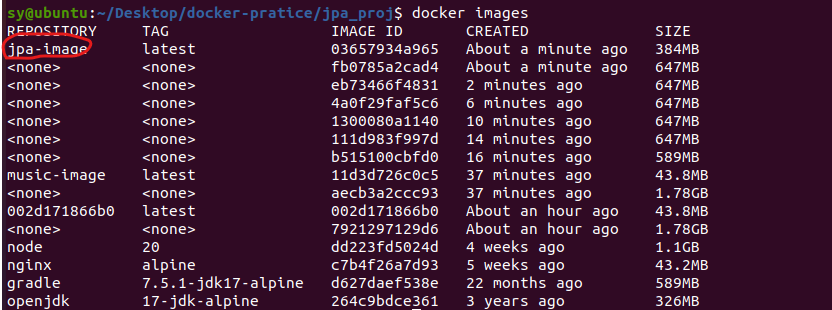 sy@ubuntu:~/Desktop/docker-pratice/jpa_proj$ docker images
REPOSITORY TAG IMAGE ID CREATED SIZE
jpa-image latest 03657934a965 About a minute ago 384MB
<none> <none> fb0785a2cad4 About a minute ago 647MB
<none> <none> eb73466f4831 2 minutes ago 647MB
<none> <none> 4a0f29faf5c6 6 minutes ago 647MB
<none> <none> 1300080a1140 10 minutes ago 647MB
<none> <none> 111d983f997d 14 minutes ago 647MB
<none> <none> b515100cbfd0 16 minutes ago 589MB
music-image latest 11d3d726c0c5 37 minutes ago 43.8MB
<none> <none> aecb3a2ccc93 37 minutes ago 1.78GB
002d171866b0 latest 002d171866b0 About an hour ago 43.8MB
<none> <none> 7921297129d6 About an hour ago 1.78GB
node 20 dd223fd5024d 4 weeks ago 1.1GB
nginx alpine c7b4f26a7d93 5 weeks ago 43.2MB
gradle 7.5.1-jdk17-alpine d627daef538e 22 months ago 589MB
openjdk 17-jdk-alpine 264c9bdce361 3 years ago 326MB